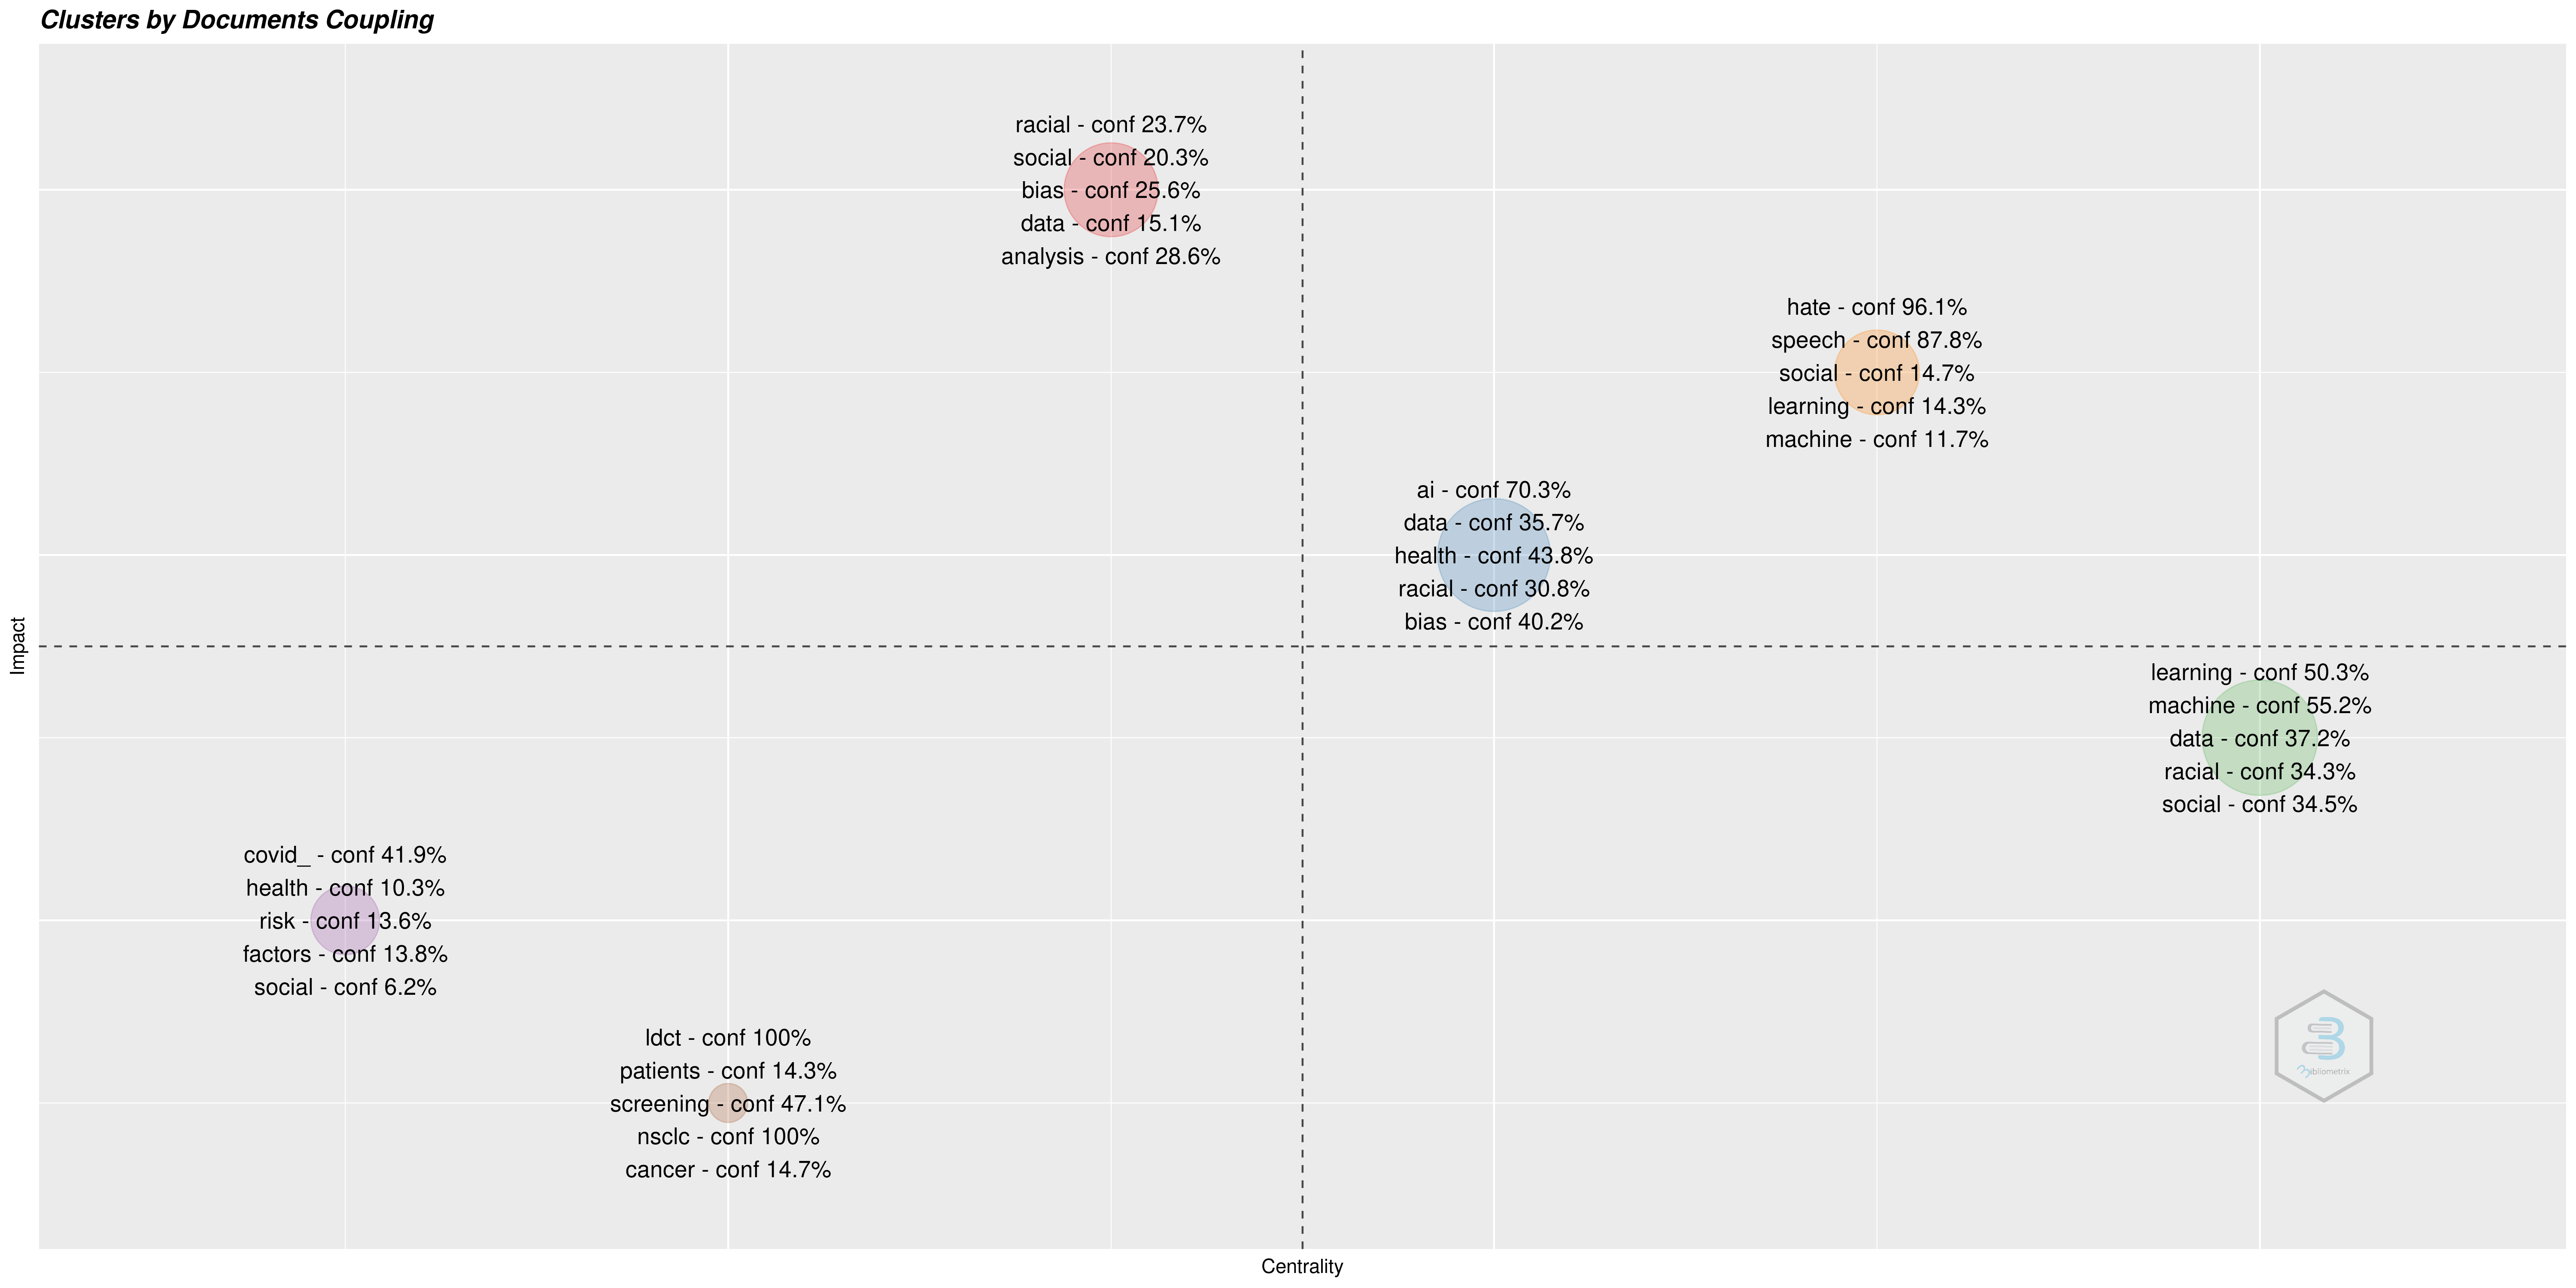 Clusters by Documents Coupling
racial - conf 23.7%
social - conf 20.3%
bias - conf 25.6%
data - conf 15.1%
analysis - conf 28.6%
hate - conf 96.1%
speech - conf 87.8%
social - conf 14.7%
learning - conf 14.3%
machine - conf 11.7%
ai - conf 70.3%
data - conf 35.7%
health - conf 43.8%
racial - conf 30.8%
bias - conf 40.2%
Impact
learning - conf 50.3%
machine - conf 55.2%
data - conf 37.2%
racial - conf 34.3%
social - conf 34.5%
covid_ - conf 41.9%
health - conf 10.3%
risk - conf 13.6%
factors - conf 13.8%
social - conf 6.2%
ldct - conf 100%
patients - conf 14.3%
screening - conf 47.1%
nsclc - conf 100%
cancer - conf 14.7%
Bibliometrix
Centrality